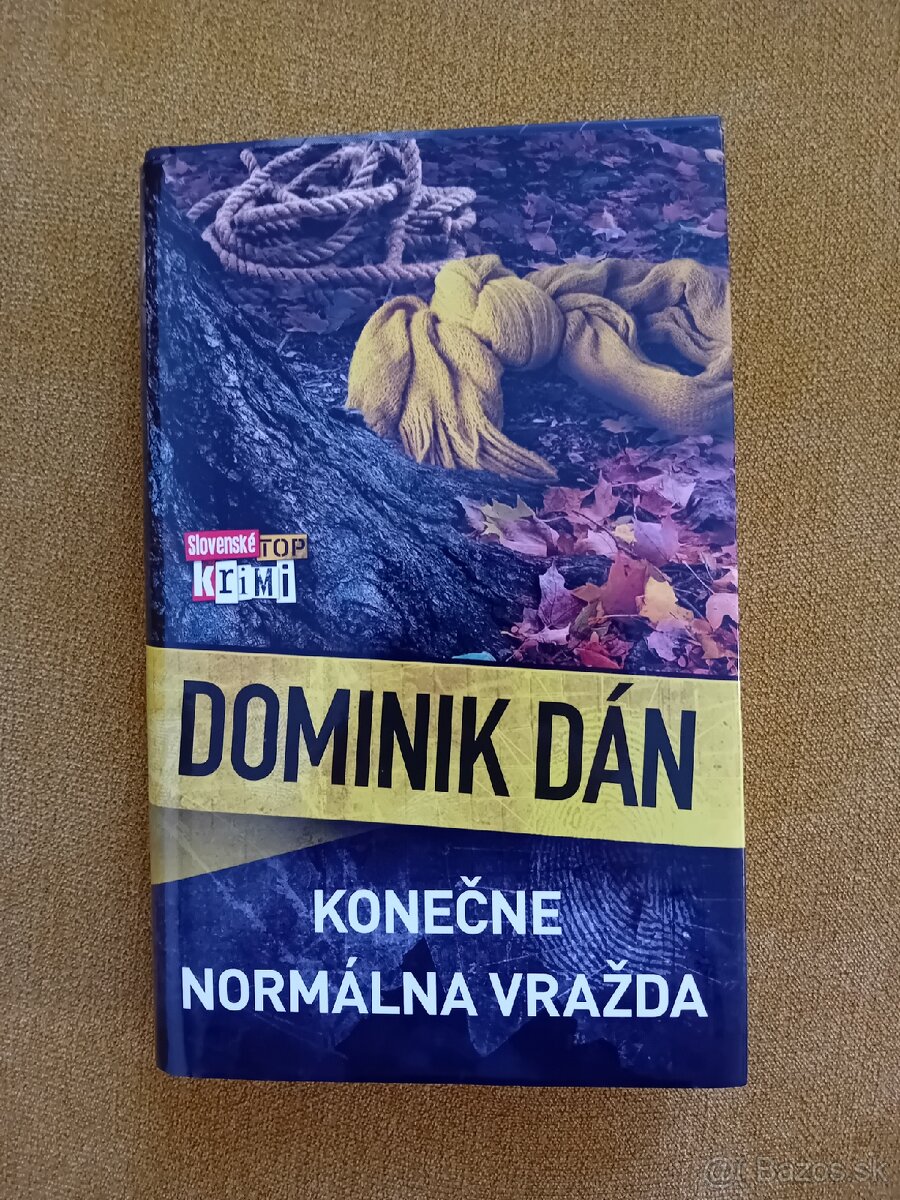 Slovenské TOP
KRiMi
DOMINIK DÁN
KONEČNE
NORMÁLNA VRAŽDA
Bazos.sk